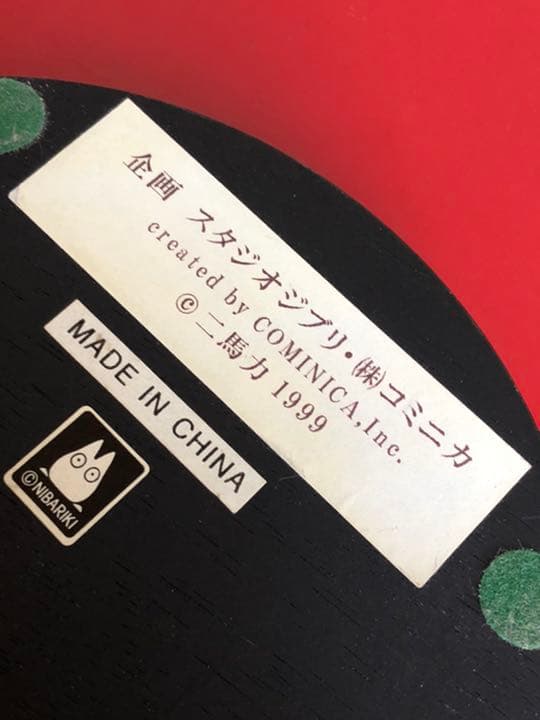 企画 スタジオジブリ・㈱コミニカ
created by COMINICA,Inc.
©二馬力 1999
MADE IN CHINA
©NIBARIKI